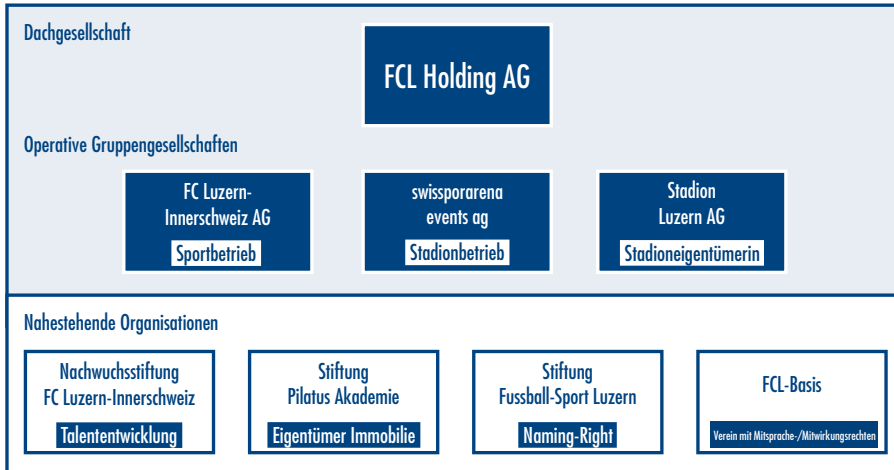 Dachgesellschaft
FCL Holding AG
Operative Gruppengesellschaften
FC Luzern-
Innerschweiz AG
Sportbetrieb
swissporarena
events ag
Stadionbetrieb
Stadion
Luzern AG
Stadioneigentümerin
Nahestehende Organisationen
Nachwuchsstiftung
FC Luzern-Innerschweiz
Talententwicklung
Stiftung
Pilatus Akademie
Eigentümer Immobilie
Stiftung
Fussball-Sport Luzern
Naming-Right
FCL-Basis
Verein mit Mitsprache-/Mitwirkungsrechten